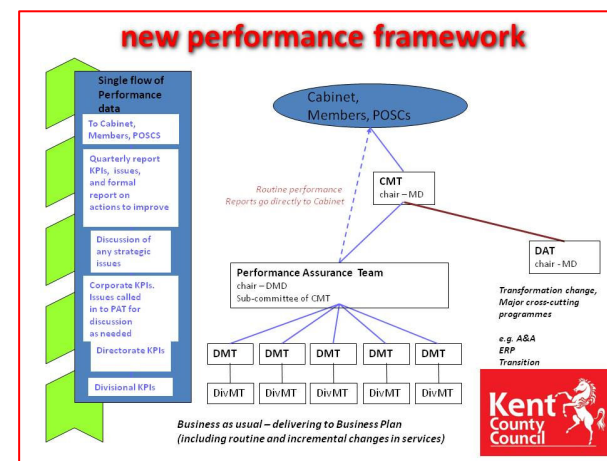 new performance framework
Single flow of
Performance
data
To Cabinet,
Members, POSCS
Quarterly report
KPIs, issues,
and formal
report on
actions to improve
Discussion of
any strategic
issues
Corporate KPIs.
Issues called
in to PAT for
discussion
as needed
Directorate KPIs
Divisional KPIs
Cabinet,
Members, POSCs
Routine performance
Reports go directly to Cabinet
CMT
chair – MD
DAT
chair - MD
Performance Assurance Team
chair – DMD
Sub-committee of CMT
Transformation change,
Major cross-cutting
programmes
e.g. A&A
ERP
Transition
DMT DMT DMT DMT DMT
DivMT DivMT DivMT DivMT DivMT
Business as usual – delivering to Business Plan
(including routine and incremental changes in services)
Kent
County
Council